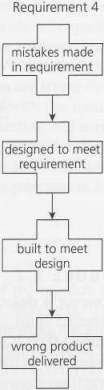 Requirement 4
mistakes made
in requirement
designed to meet
requirement
built to meet
design
wrong product
delivered